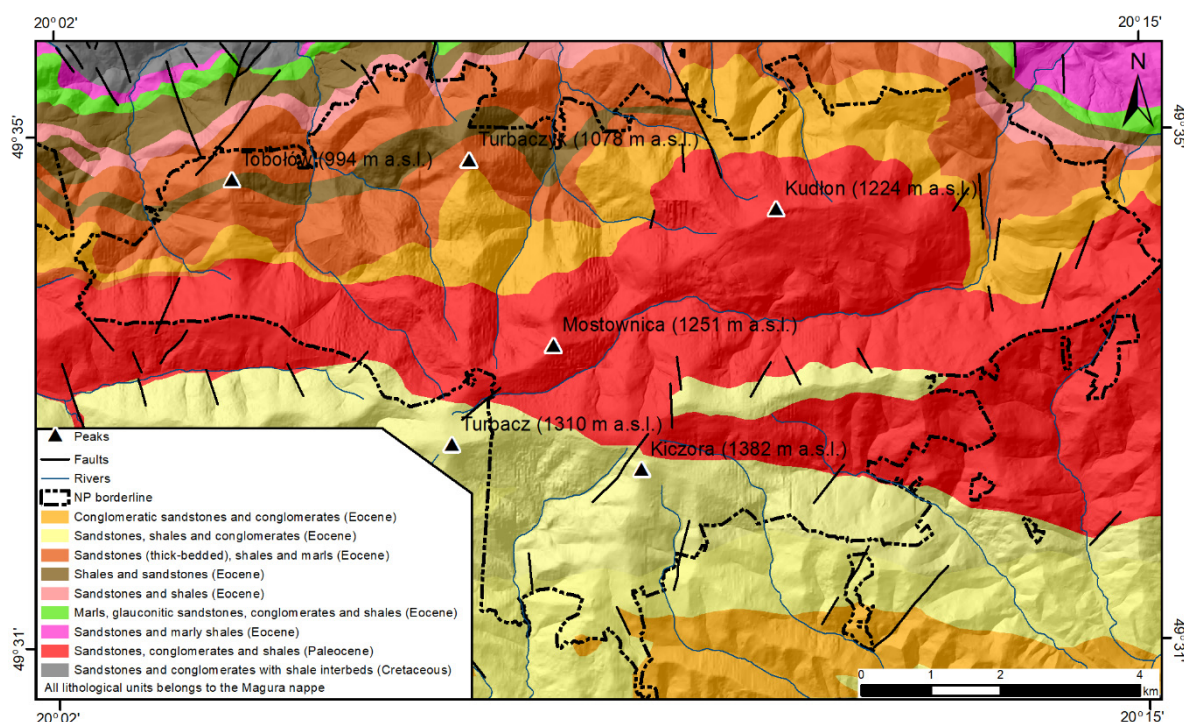 20° 02'
20° 15'
N
49° 35'
49° 35'
Turbaczyk (1078 m a.s.l.)
Tobołów (994 m a.s.l.)
Kudłon (1224 m a.s.l.)
Mostownica (1251 m a.s.l.)
Turbacz (1310 m a.s.l.)
Kiczora (1382 m a.s.l.)
Peaks
Faults
Rivers
NP borderline
Conglomeratic sandstones and conglomerates (Eocene)
Sandstones, shales and conglomerates (Eocene)
Sandstones (thick-bedded), shales and marls (Eocene)
Shales and sandstones (Eocene)
Sandstones and shales (Eocene)
Marls, glauconitic sandstones, conglomerates and shales (Eocene)
Sandstones and marly shales (Eocene)
Sandstones, conglomerates and shales (Paleocene)
Sandstones and conglomerates with shale interbeds (Cretaceous)
All lithological units belongs to the Magura nappe
49° 31'
49° 31'
0 1 2 4
km
20° 02'
20° 15'